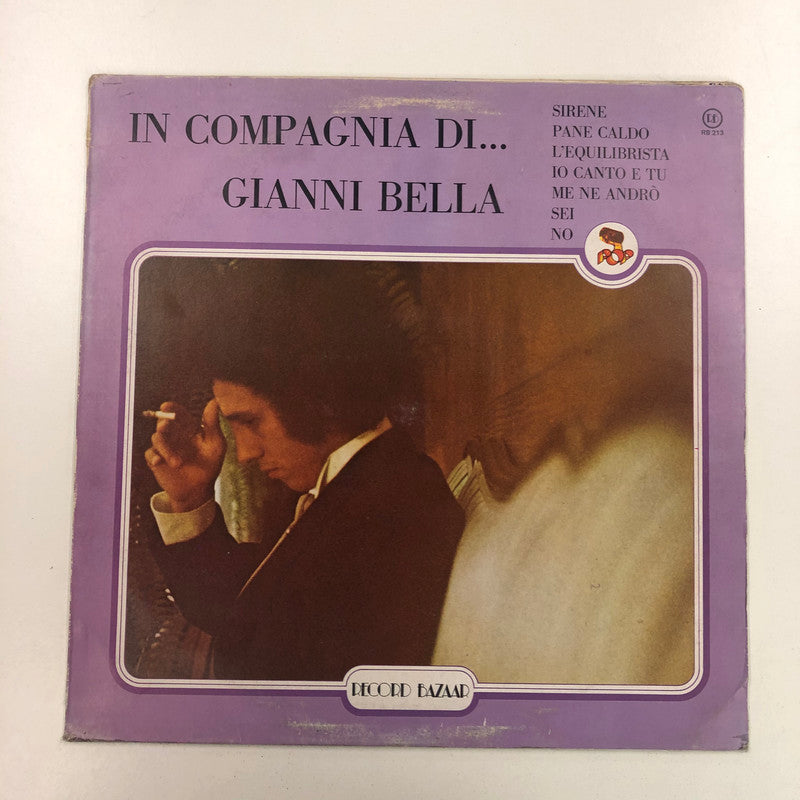 IN COMPAGNIA DI...
GIANNI BELLA
SIRENE
PANE CALDO
L'EQUILIBRISTA
IO CANTO E TU
ME NE ANDRÒ
SEI
NO
RB 213
POP
RECORD BAZAAR